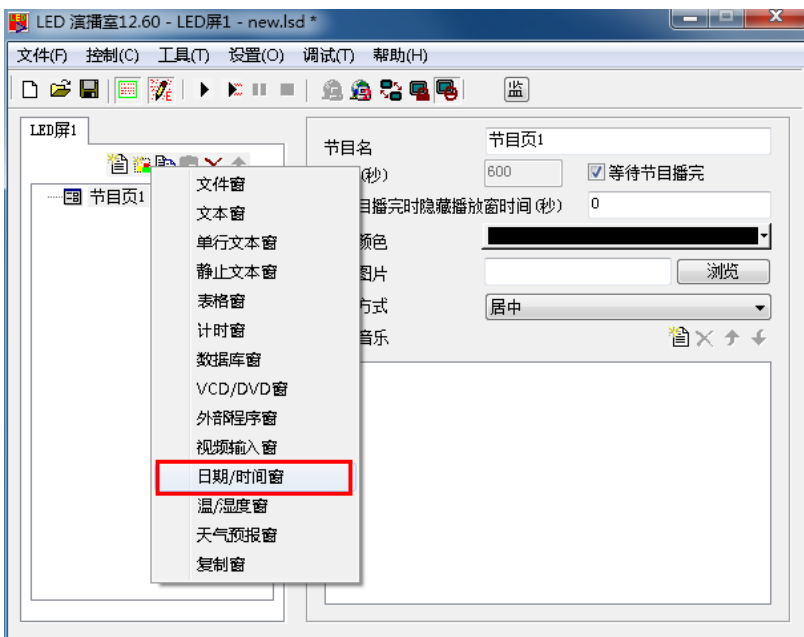 LED 演播室12.60 - LED屏1 - new.lsd *
文件(F) 控制(C) 工具(T) 设置(O) 调试(T) 帮助(H)
监
LED屏1
节目页1
文件窗
文本窗
单行文本窗
静止文本窗
表格窗
计时窗
数据库窗
VCD/DVD窗
外部程序窗
视频输入窗
日期/时间窗
温/湿度窗
天气预报窗
复制窗
节目名 节目页1
(秒) 600 等待节目播完
目播完时隐藏播放窗时间(秒) 0
颜色
图片 浏览
方式 居中
音乐